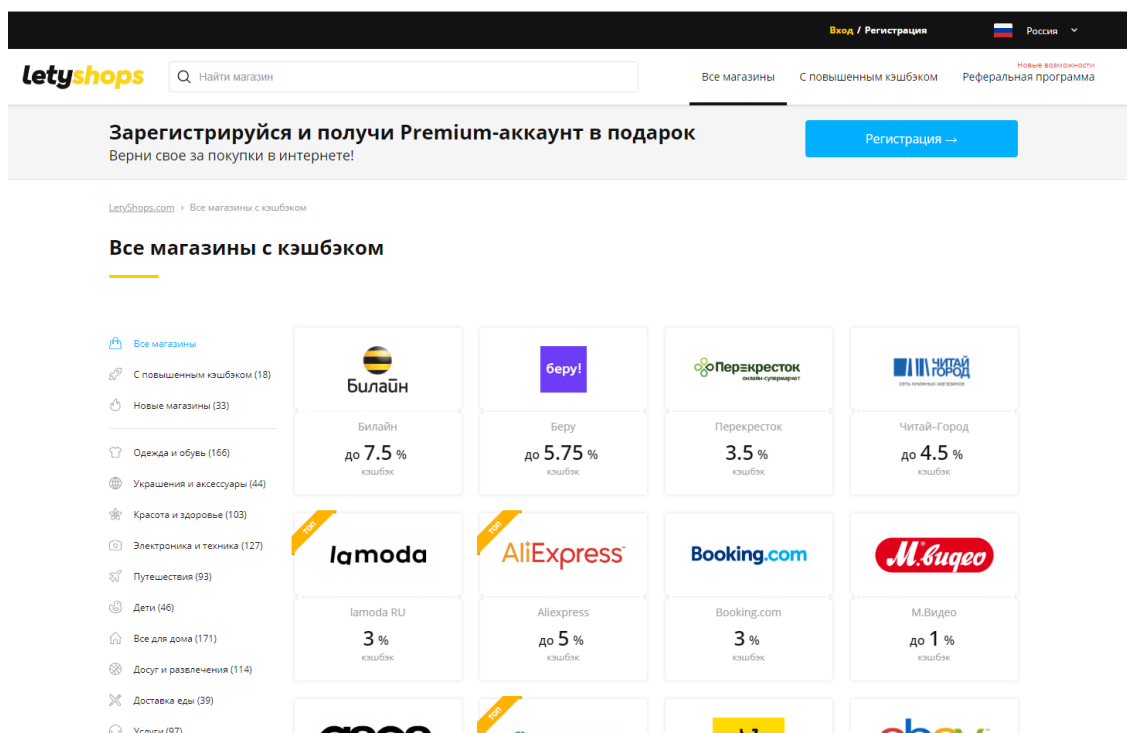 Вход / Регистрация
Россия
letyshops
Найти магазин
Все магазины
С повышенным кэшбэком
Новые возможности
Реферальная программа
Зарегистрируйся и получи Premium-аккаунт в подарок
Верни свое за покупки в интернете!
Регистрация →
LetyShops.com › Все магазины с кэшбэком
Все магазины с кэшбэком
Все магазины
С повышенным кэшбэком (18)
Новые магазины (33)
Одежда и обувь (166)
Украшения и аксессуары (44)
Красота и здоровье (103)
Электроника и техника (127)
Путешествия (93)
Дети (46)
Все для дома (171)
Досуг и развлечения (114)
Доставка еды (39)
Услуги (97)
Билайн
Билайн
до 7.5 %
кэшбэк
беру!
Беру
до 5.75 %
кэшбэк
Перекресток
онлайн-супермаркет
Перекресток
3.5 %
кэшбэк
ЧИТАЙ
ГОРОД
сеть книжных магазинов
Читай–Город
до 4.5 %
кэшбэк
ТОП
lamoda
lamoda RU
3 %
кэшбэк
ТОП
AliExpress
Aliexpress
до 5 %
кэшбэк
Booking.com
Booking.com
3 %
кэшбэк
М.Видео
М.Видео
до 1 %
кэшбэк
asos
ТОП
ebay